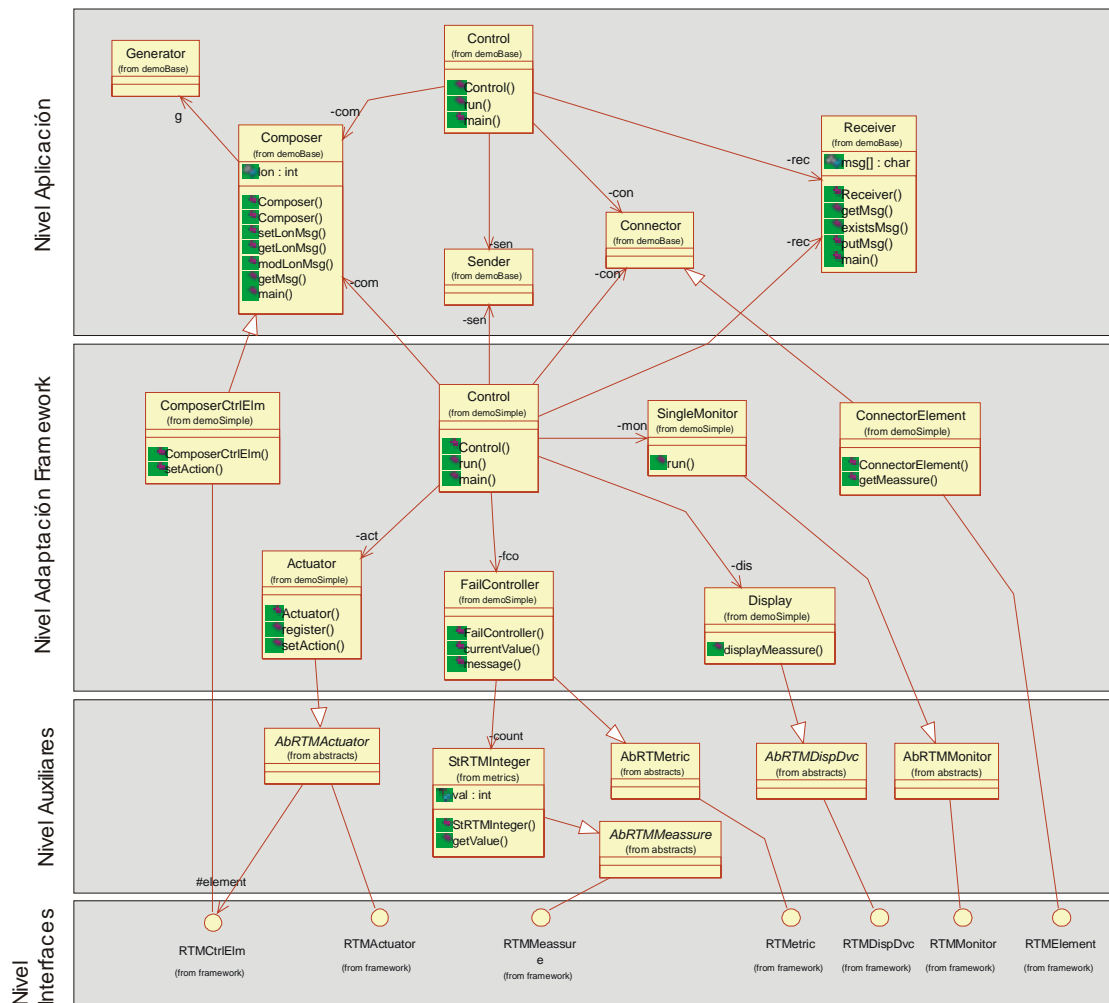 Nivel Aplicación
Generator
(from demoBase)
g
Control
(from demoBase)
Control()
run()
main()
-com
-rec
-con
-sen
Composer
(from demoBase)
lon : int
Composer()
Composer()
setLonMsg()
getLonMsg()
modLonMsg()
getMsg()
main()
Sender
(from demoBase)
Connector
(from demoBase)
Receiver
(from demoBase)
msg[] : char
Receiver()
getMsg()
existsMsg()
putMsg()
main()
-com
-sen
-con
-rec
Nivel Adaptación Framework
ComposerCtrlElm
(from demoSimple)
ComposerCtrlElm()
setAction()
Control
(from demoSimple)
Control()
run()
main()
-mon
SingleMonitor
(from demoSimple)
run()
ConnectorElement
(from demoSimple)
ConnectorElement()
getMeassure()
-act
-fco
-dis
Actuator
(from demoSimple)
Actuator()
register()
setAction()
FailController
(from demoSimple)
FailController()
currentValue()
message()
Display
(from demoSimple)
displayMeassure()
Nivel Auxiliares
AbRTMActuator
(from abstracts)
-count
StRTMInteger
(from metrics)
val : int
StRTMInteger()
getValue()
AbRTMetric
(from abstracts)
AbRTMDispDvc
(from abstracts)
AbRTMMonitor
(from abstracts)
AbRTMMeassure
(from abstracts)
#element
Nivel
Interfaces
RTMCtrlElm
(from framework)
RTMActuator
(from framework)
RTMMeassur
e
(from framework)
RTMetric
(from framework)
RTMDispDvc
(from framework)
RTMMonitor
(from framework)
RTMElement
(from framework)